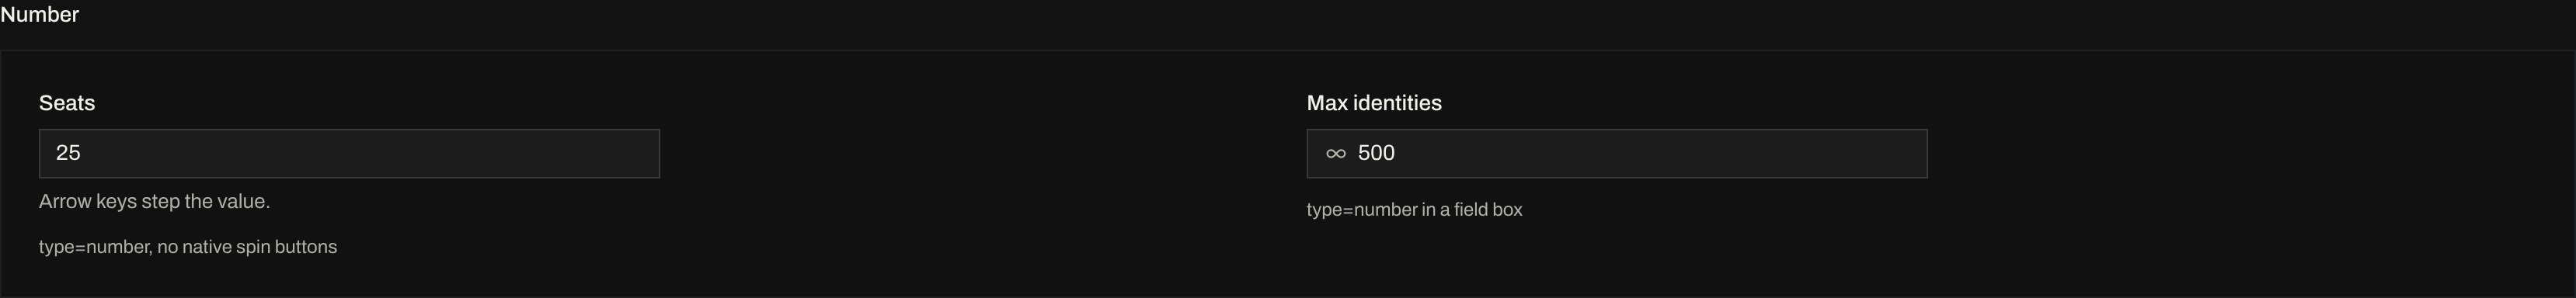 Number
Seats
25
Arrow keys step the value.
type=number, no native spin buttons
Max identities
∞ 500
type=number in a field box